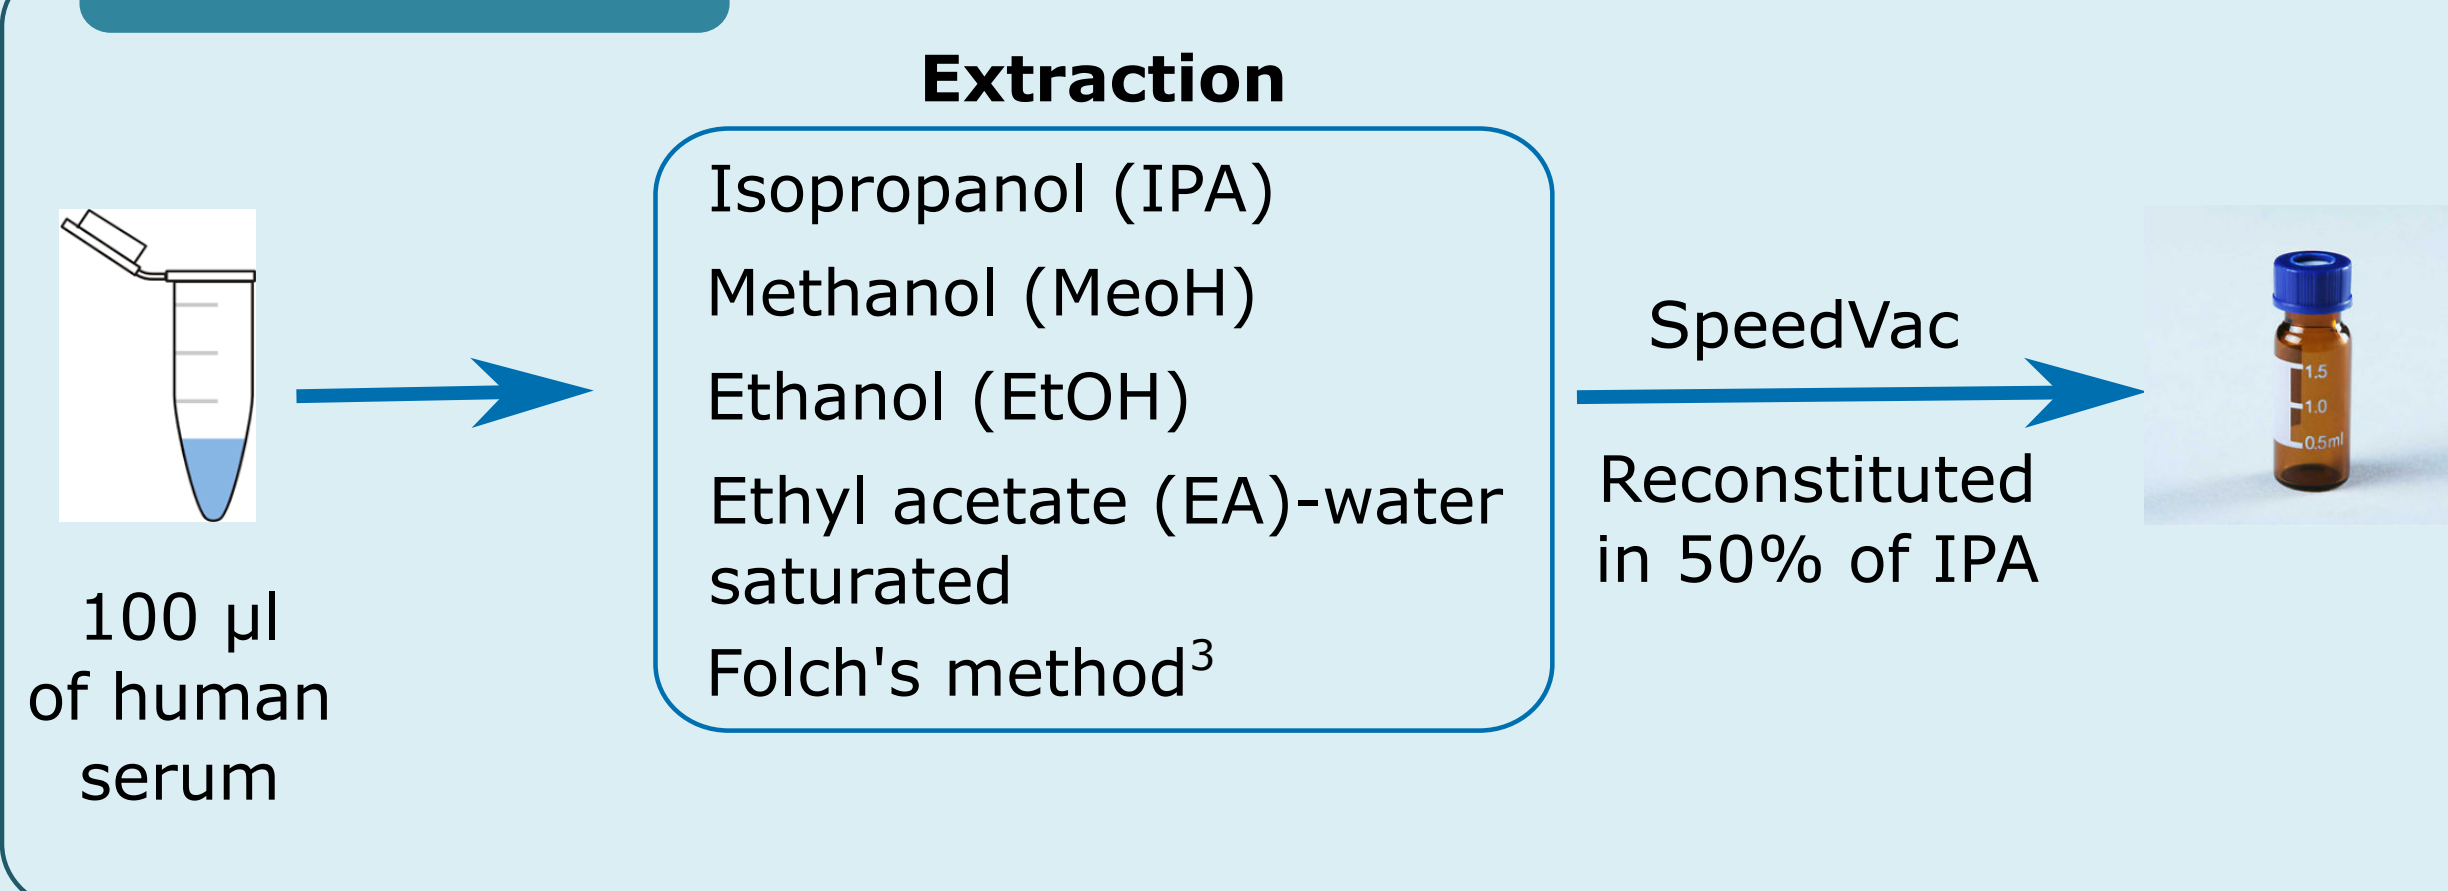 Extraction
Isopropanol (IPA)
Methanol (MeoH)
Ethanol (EtOH)
Ethyl acetate (EA)-water
saturated
Folch's method³
100 µl
of human
serum
SpeedVac
Reconstituted
in 50% of IPA
1.5
1.0
0.5ml